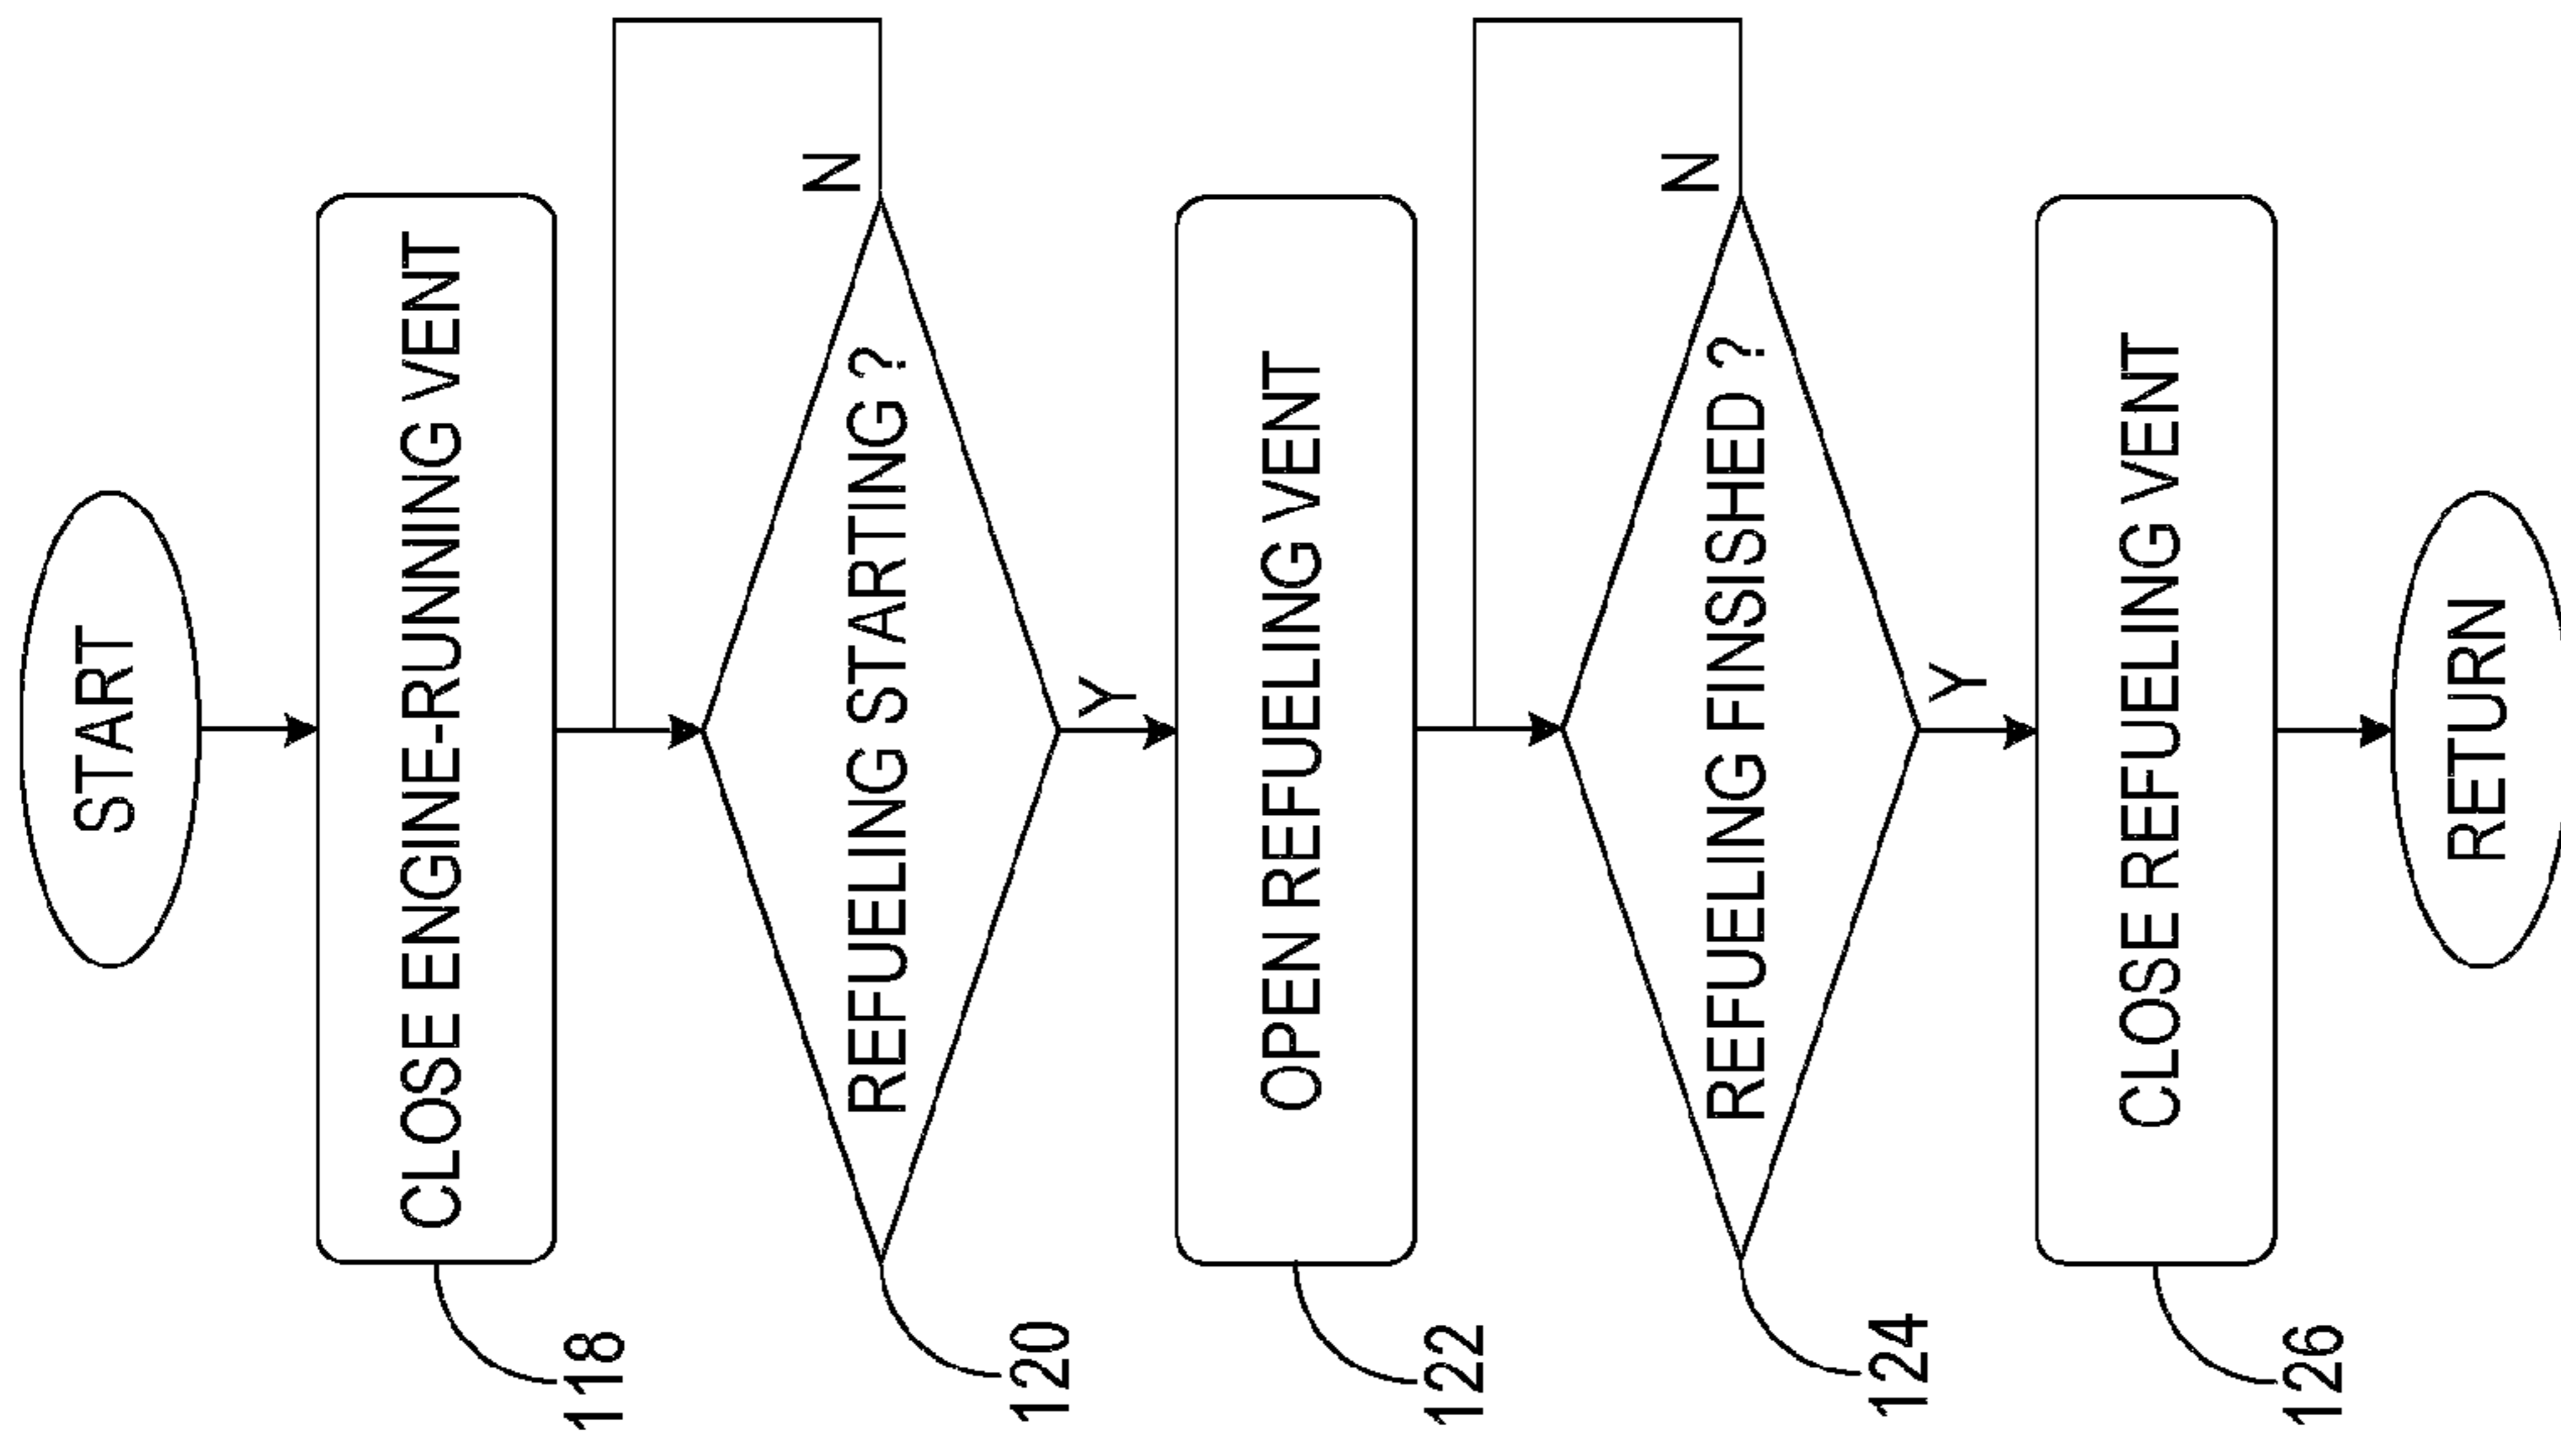 START
CLOSE ENGINE-RUNNING VENT
118
REFUELING STARTING ?
N
120
Y
OPEN REFUELING VENT
122
REFUELING FINSISHED ?
N
124
Y
CLOSE REFUELING VENT
126
RETURN